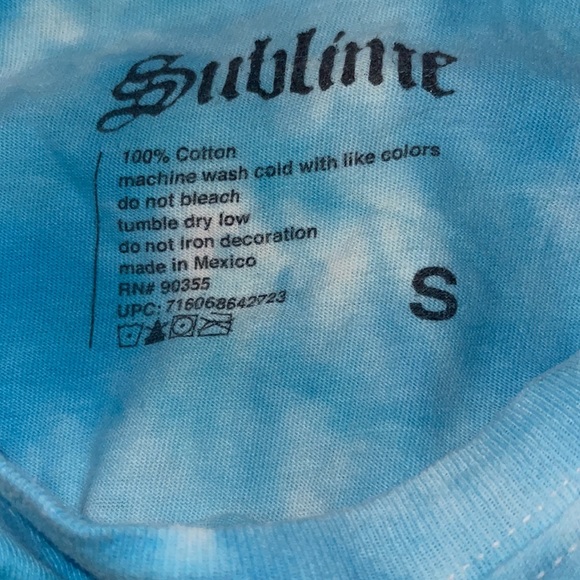 Sublime
100% Cotton
machine wash cold with like colors
do not bleach
tumble dry low
do not iron decoration
made in Mexico
RN# 90355
UPC: 716068642723
S